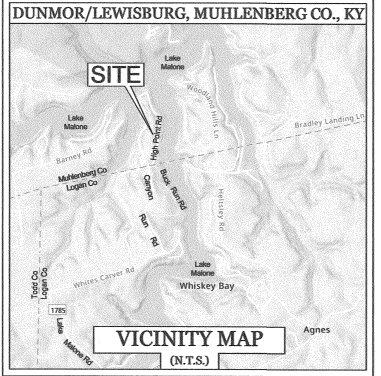 DUNMOR/LEWISBURG, MUHLENBERG CO., KY
Lake
Malone
SITE
Woodland Hills Ln
Lake
Malone
High Point Rd
Bradley Landing Ln
Barney Rd
Muhlenberg Co
Logan Co
Buck Run Rd
Canyon
Run
Rd
Heltsley Rd
Todd Co
Logan Co
Whites Carver Rd
Lake
Malone
Whiskey Bay
1785
Lake
Malone Rd
VICINITY MAP
(N.T.S.)
Agnes